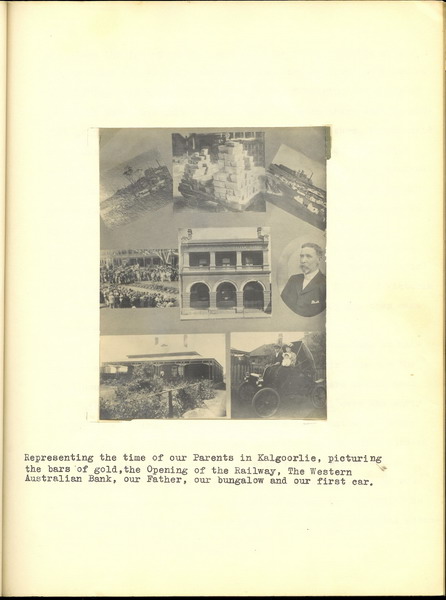 Representing the time of our Parents in Kalgoorlie, picturing
the bars of gold,the Opening of the Railway, The Western
Australian Bank, our Father, our bungalow and our first car.